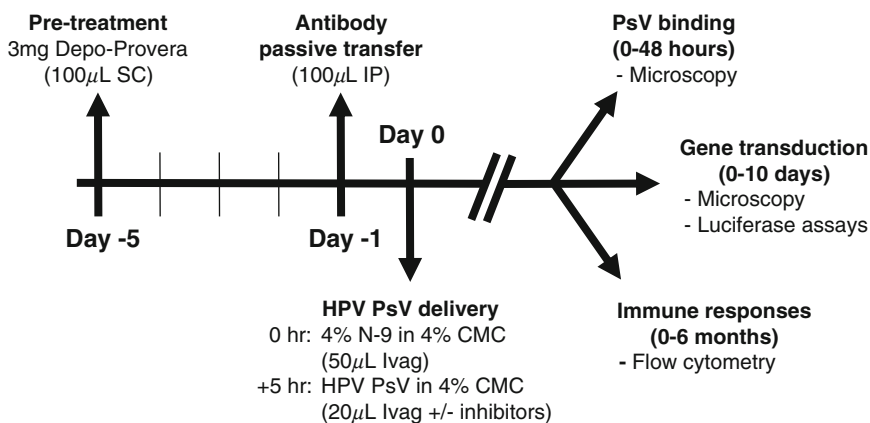 Pre-treatment
3mg Depo-Provera
(100μL SC)
Antibody
passive transfer
(100μL IP)
Day 0
Day -5
Day -1
HPV PsV delivery
0 hr: 4% N-9 in 4% CMC
(50μL Ivag)
+5 hr: HPV PsV in 4% CMC
(20μL Ivag +/- inhibitors)
PsV binding
(0-48 hours)
- Microscopy
Gene transduction
(0-10 days)
- Microscopy
- Luciferase assays
Immune responses
(0-6 months)
- Flow cytometry